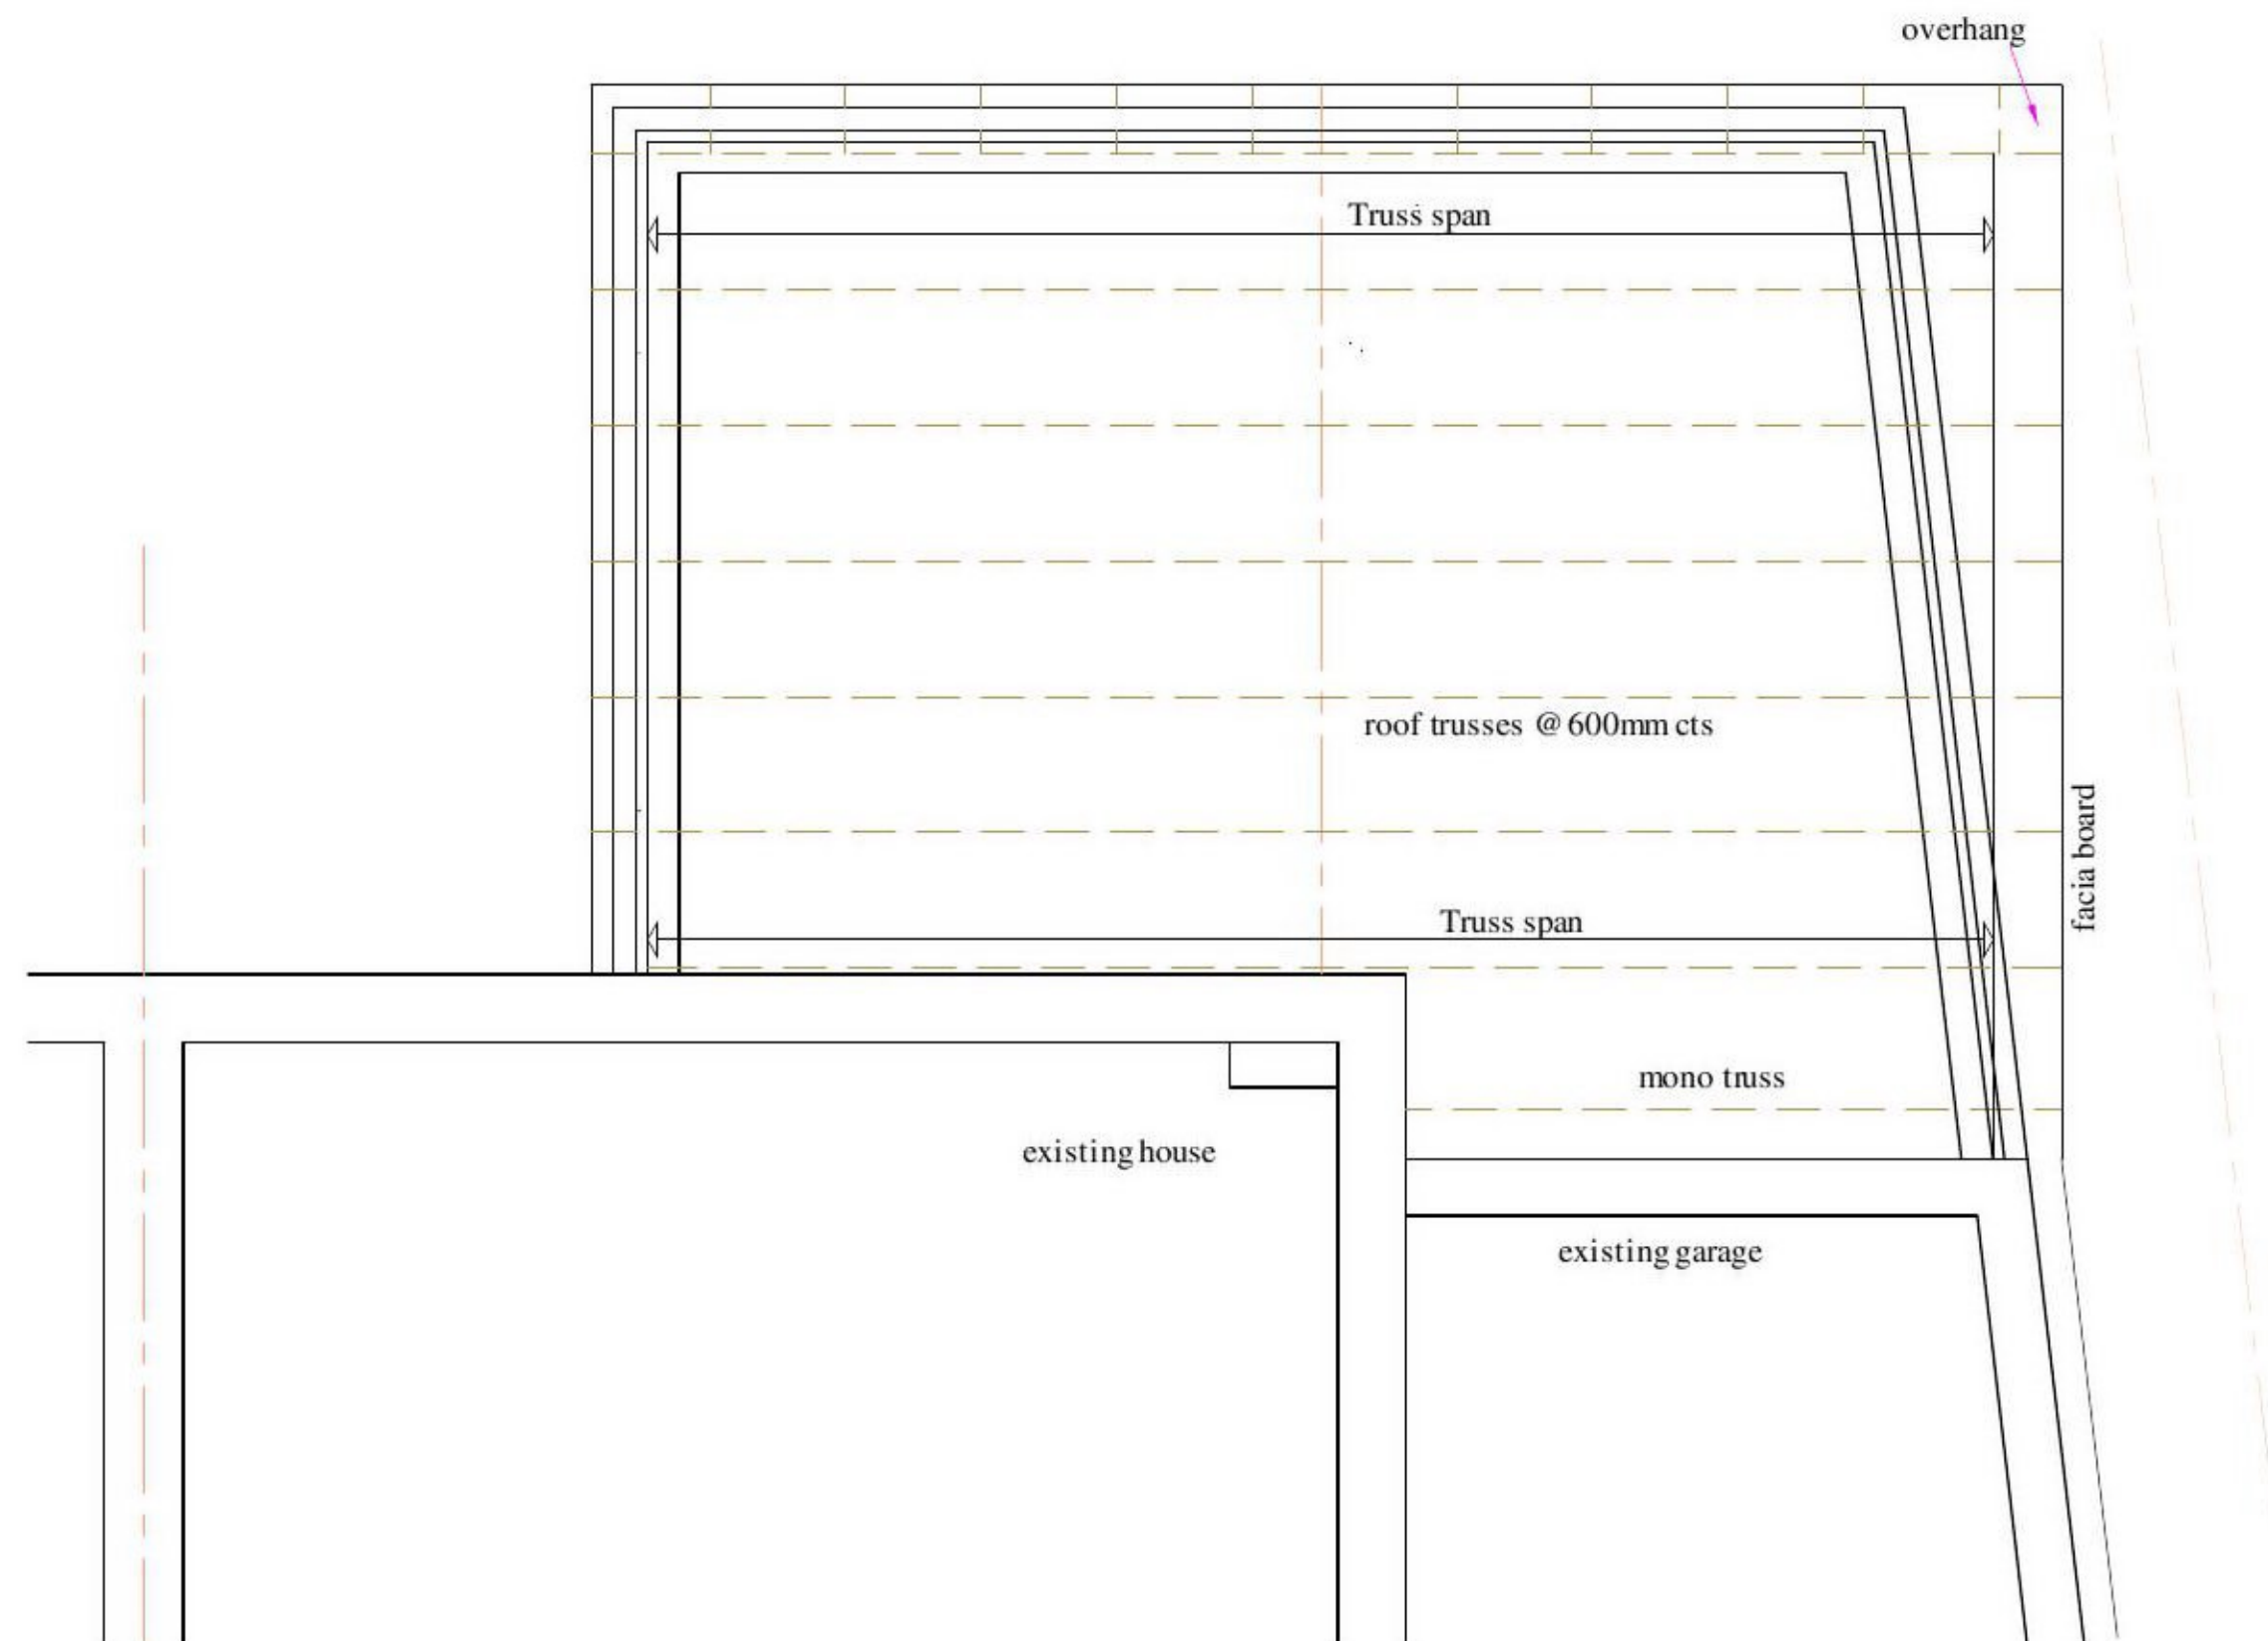 overhang
Truss span
roof trusses @ 600mm cts
facia board
Truss span
mono truss
existing house
existing garage